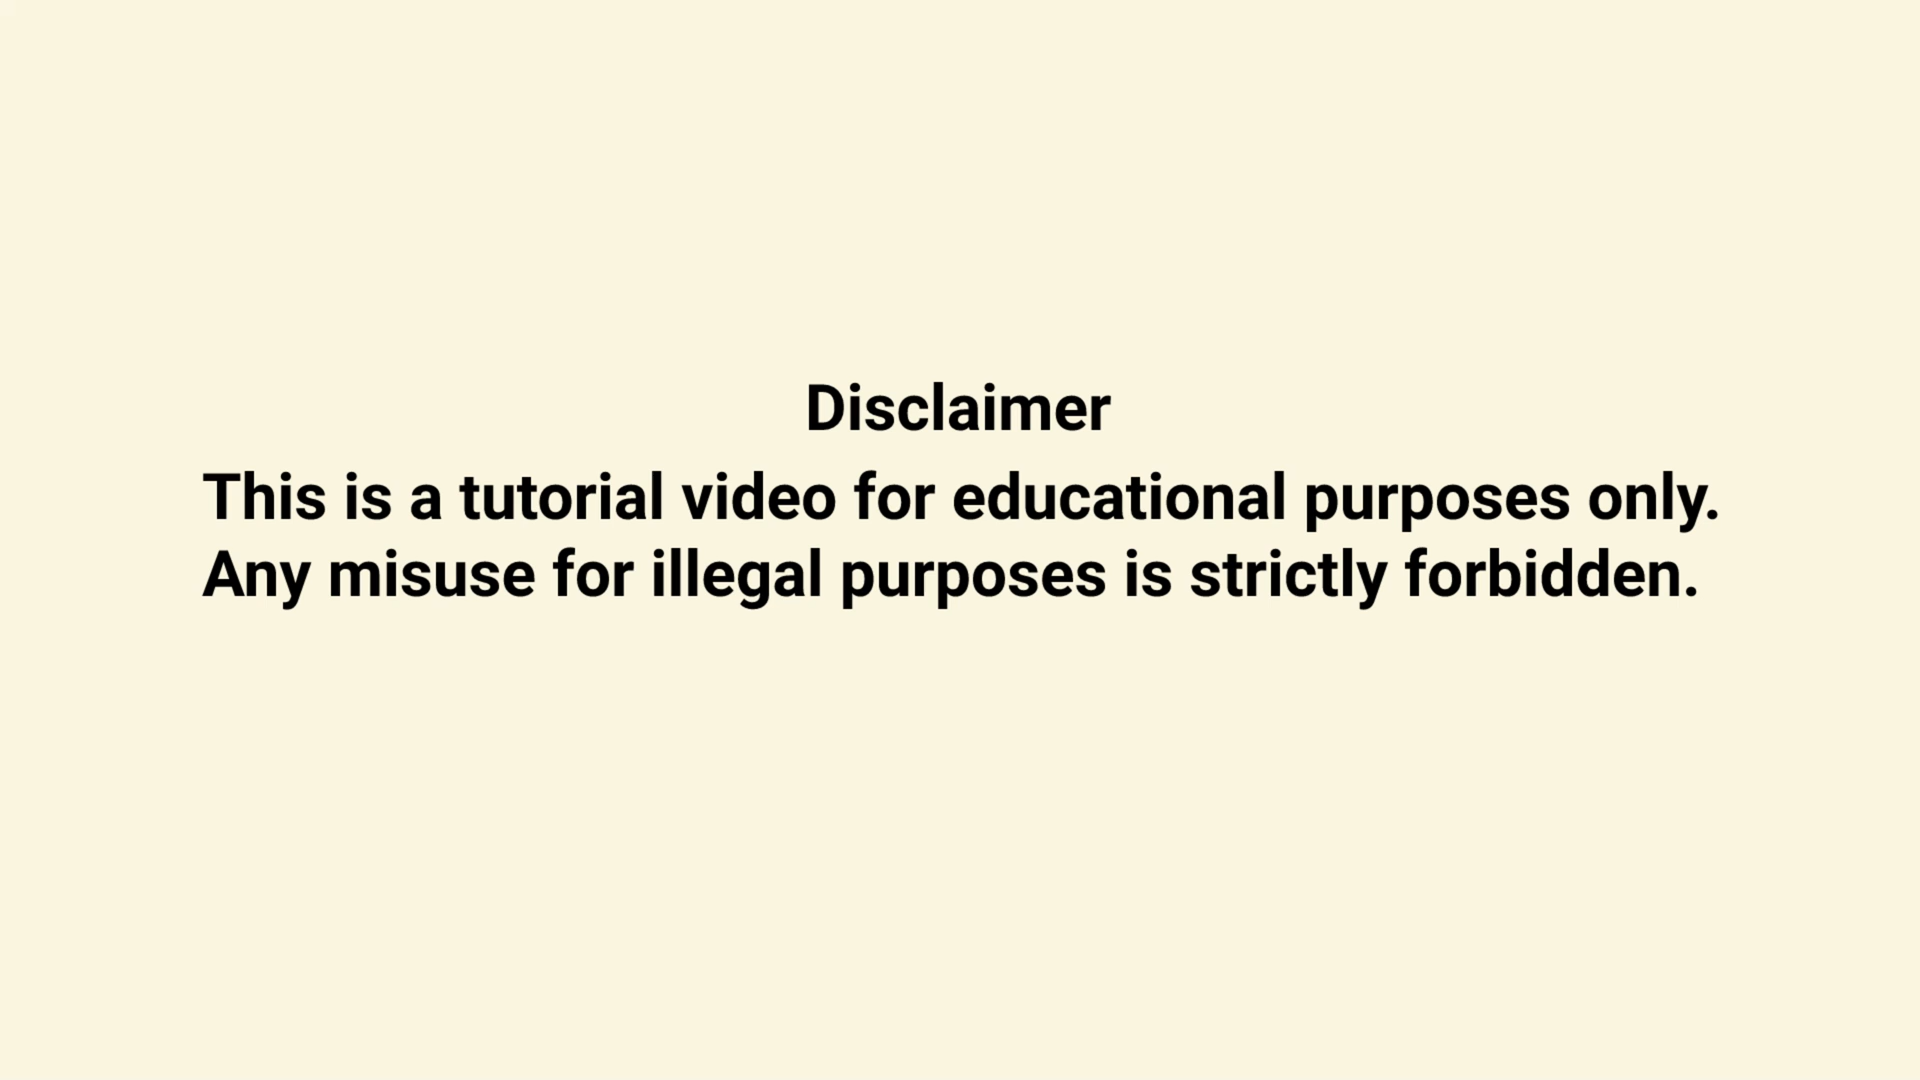 Disclaimer
This is a tutorial video for educational purposes only.
Any misuse for illegal purposes is strictly forbidden.